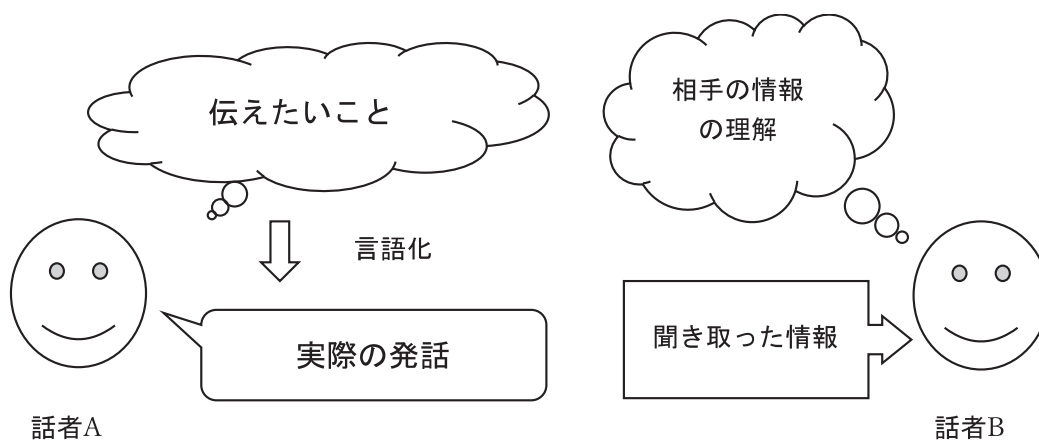 伝えたいこと
相手の情報
の理解
言語化
実際の発話
聞き取った情報
話者A
話者B